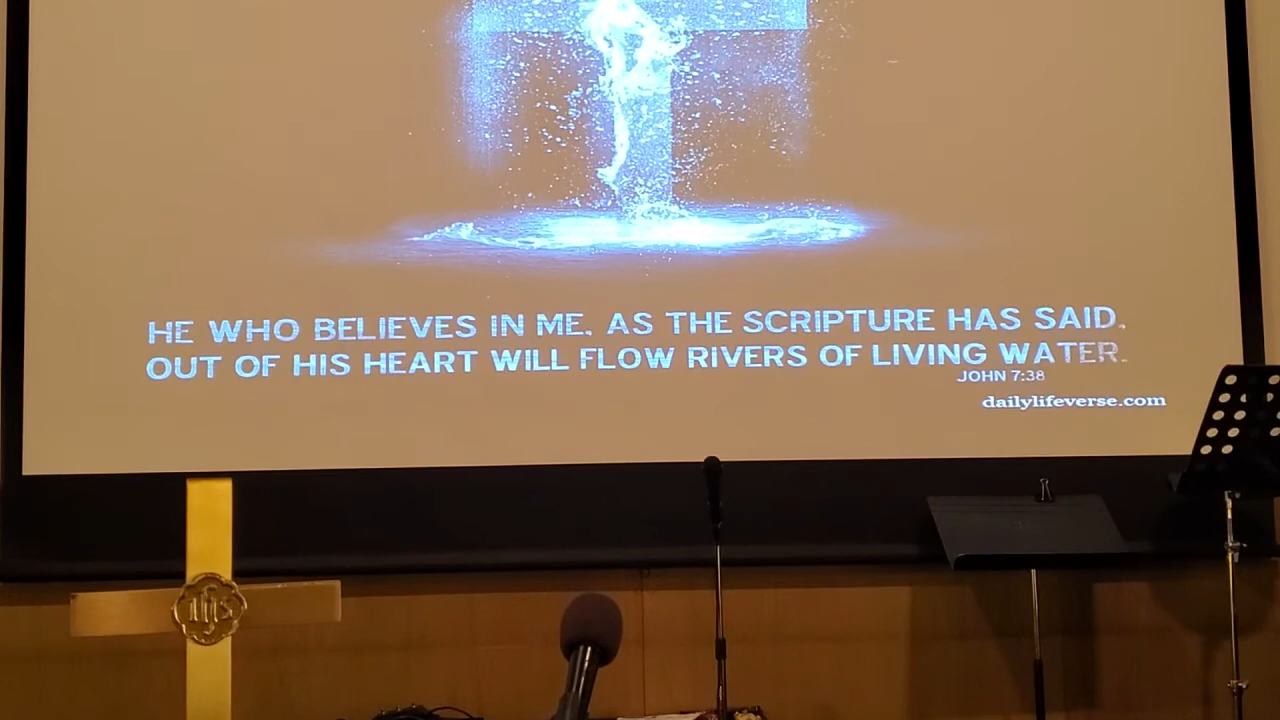 HE WHO BELIEVES IN ME, AS THE SCRIPTURE HAS SAID,
OUT OF HIS HEART WILL FLOW RIVERS OF LIVING WATER.
JOHN 7:38
dailylifeverse.com
ihs